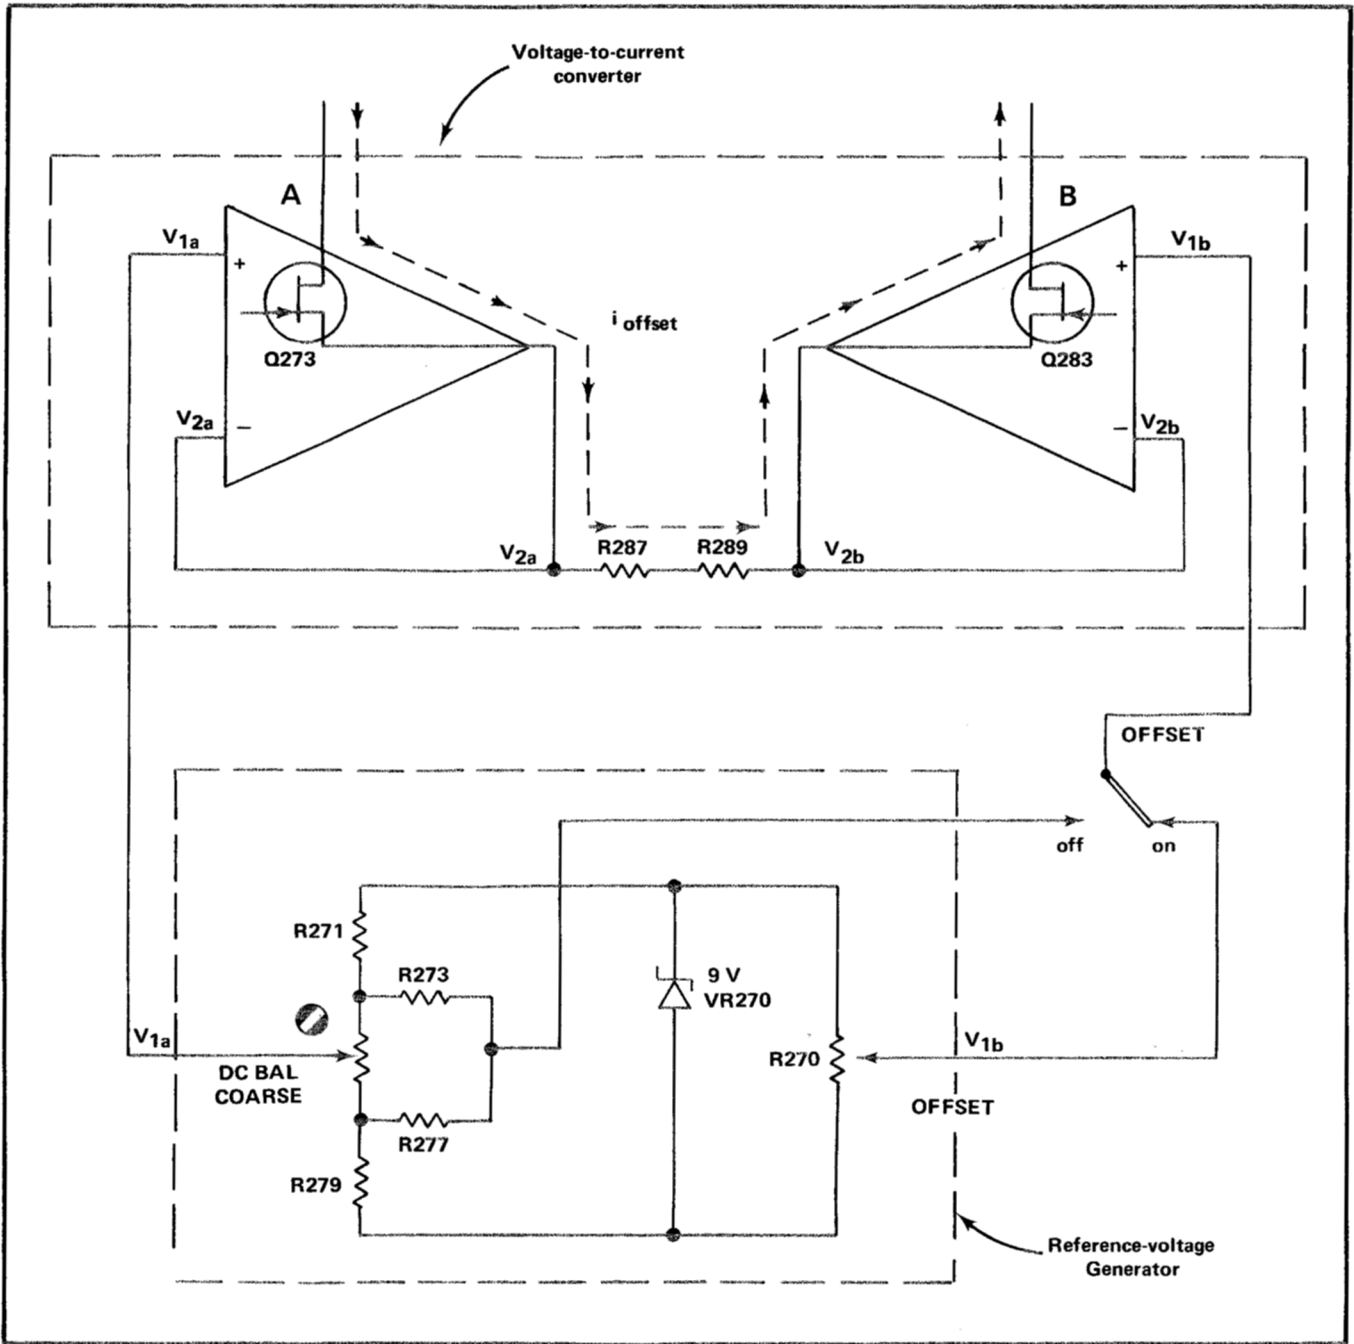 Voltage-to-current
converter
A
B
V1a
V1b
+
+
i offset
Q273
Q283
V2a
−
−
V2b
V2a
R287
R289
V2b
OFFSET
off
on
R271
R273
9 V
VR270
V1a
V1b
R270
DC BAL
COARSE
OFFSET
R277
R279
Reference-voltage
Generator